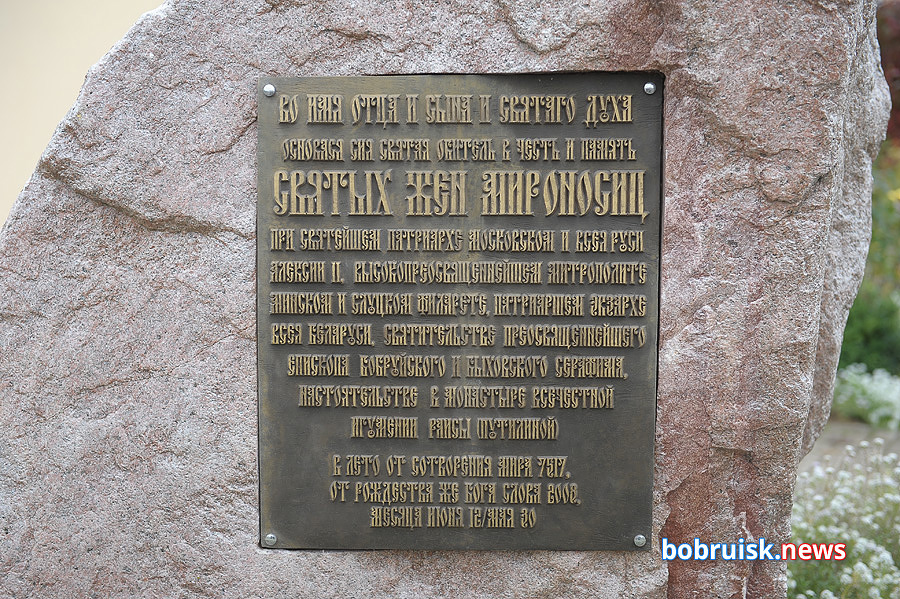 ВО ИМЯ ОТЦА И СЫНА И СВЯТАГО ДУХА
ОСНОВАСЯ СИЯ СВЯТАЯ ОБИТЕЛЬ В ЧЕСТЬ И ПАМЯТЬ
СВЯТЫХ ЖЕН МИРОНОСИЦ
ПРИ СВЯТЕЙШЕМ ПАТРИАРХЕ МОСКОВСКОМ И ВСЕЯ РУСИ
АЛЕКСИИ II, ВЫСОКОПРЕОСВЯЩЕННЕЙШЕМ МИТРОПОЛИТЕ
МИНСКОМ И СЛУЦКОМ ФИЛАРЕТЕ, ПАТРИАРШЕМ ЭКЗАРХЕ
ВСЕЯ БЕЛАРУСИ, СВЯТИТЕЛЬСТВЕ ПРЕОСВЯЩЕННЕЙШЕГО
ЕПИСКОПА БОБРУЙСКОГО И БЫХОВСКОГО СЕРАФИМА,
НАСТОЯТЕЛЬСТВЕ В МОНАСТЫРЕ ВСЕЧЕСТНОЙ
ИГУМЕНИИ РАИСЫ (ШУТИЛИНОЙ)
В ЛЕТО ОТ СОТВОРЕНИЯ МИРА 7517,
ОТ РОЖДЕСТВА ЖЕ БОГА СЛОВА 2008,
МЕСЯЦА ИЮНЯ 12/МАЯ 30
bobruisk.news